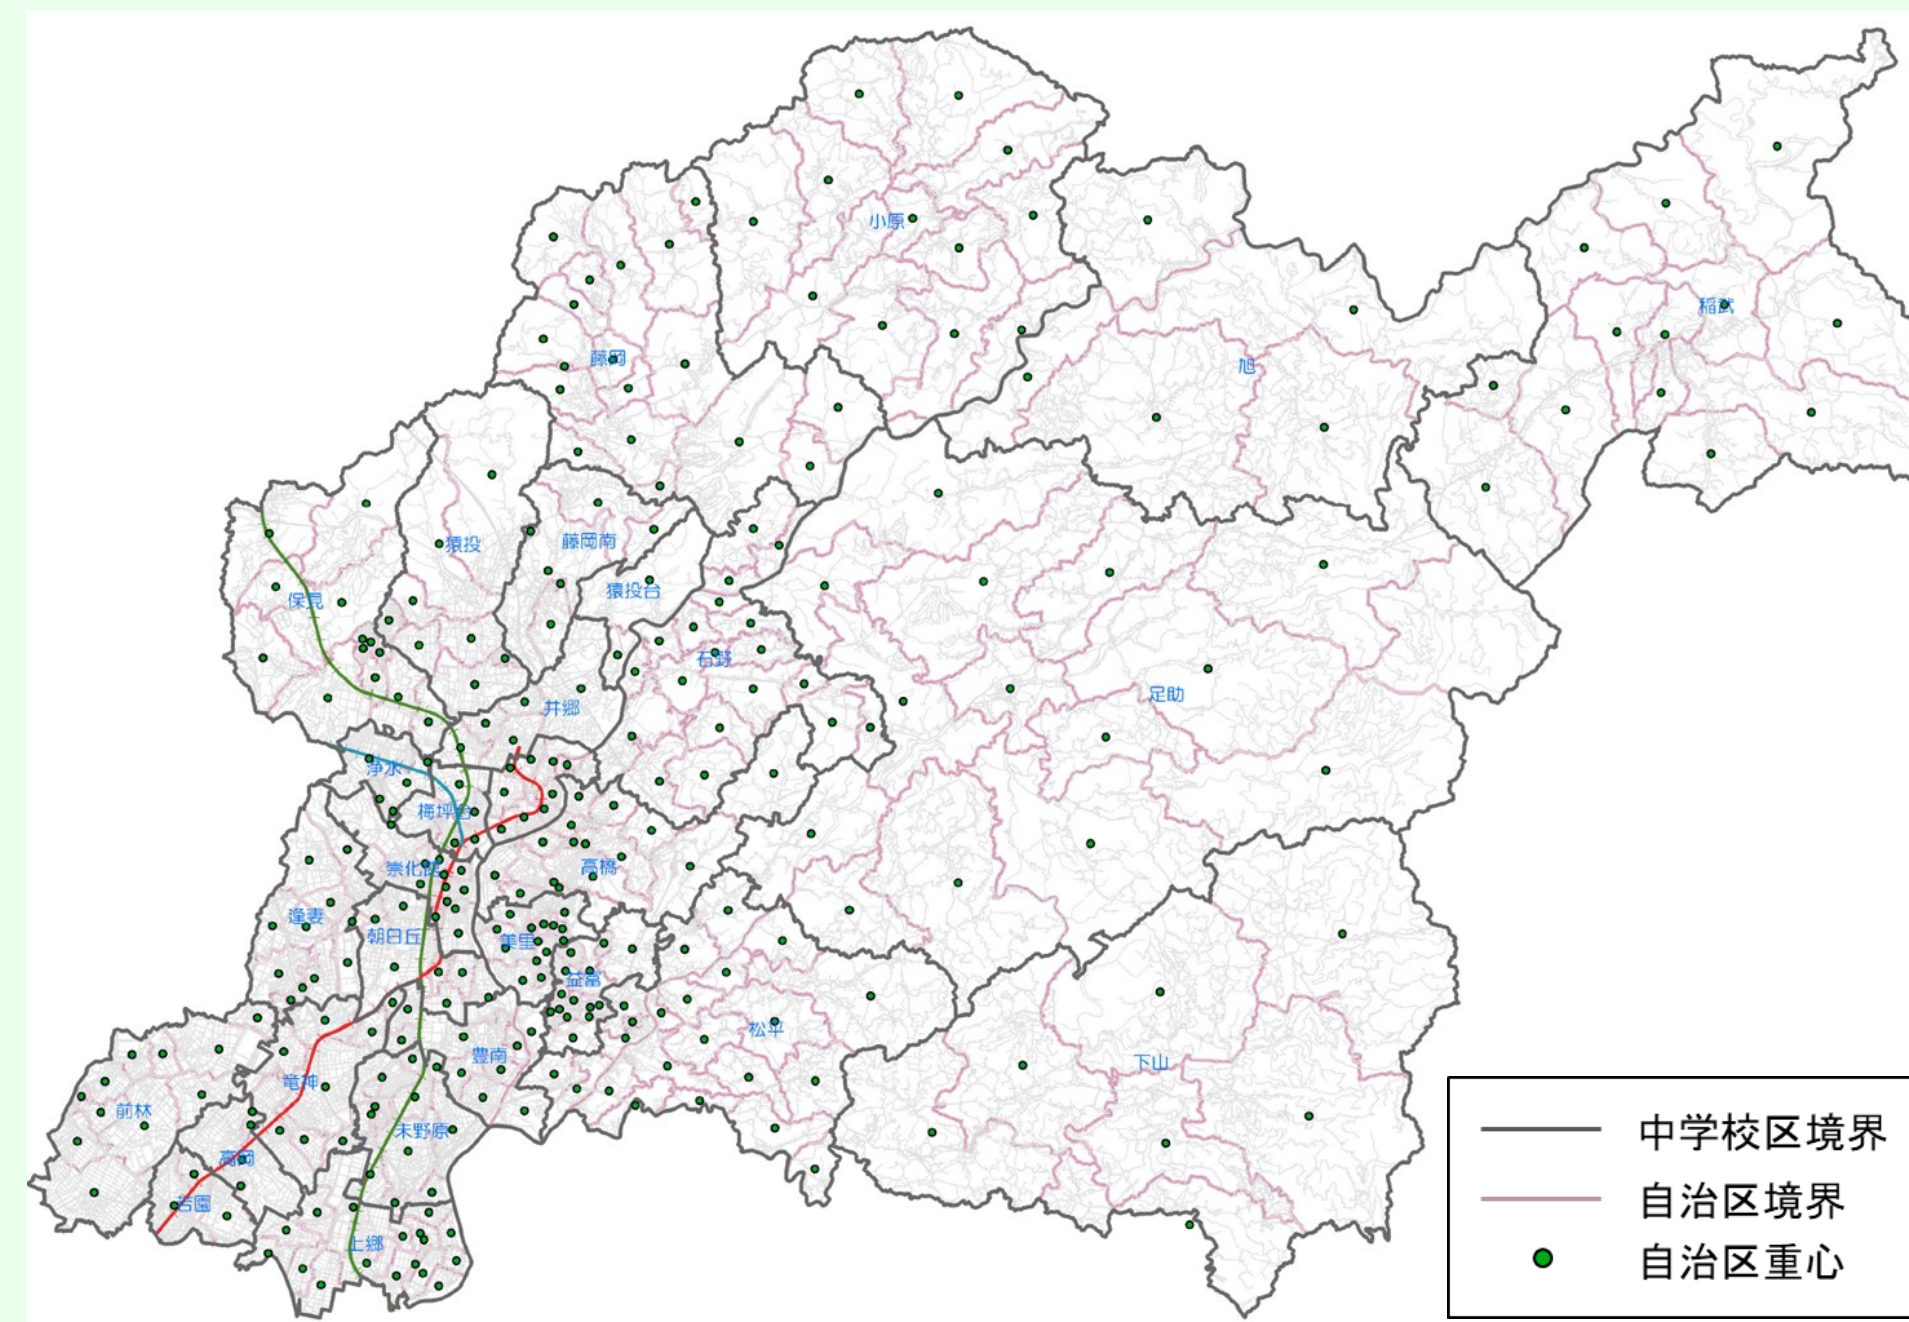 小原
稲武
藤岡
旭
猿投
藤岡南
猿投台
保見
石野
足助
井郷
浄水
梅坪台
崇化館
高橋
逢妻
朝日丘
美里
益富
松平
豊南
下山
竜神
前林
末野原
高岡
若園
上郷
中学校区境界
自治区境界
自治区重心